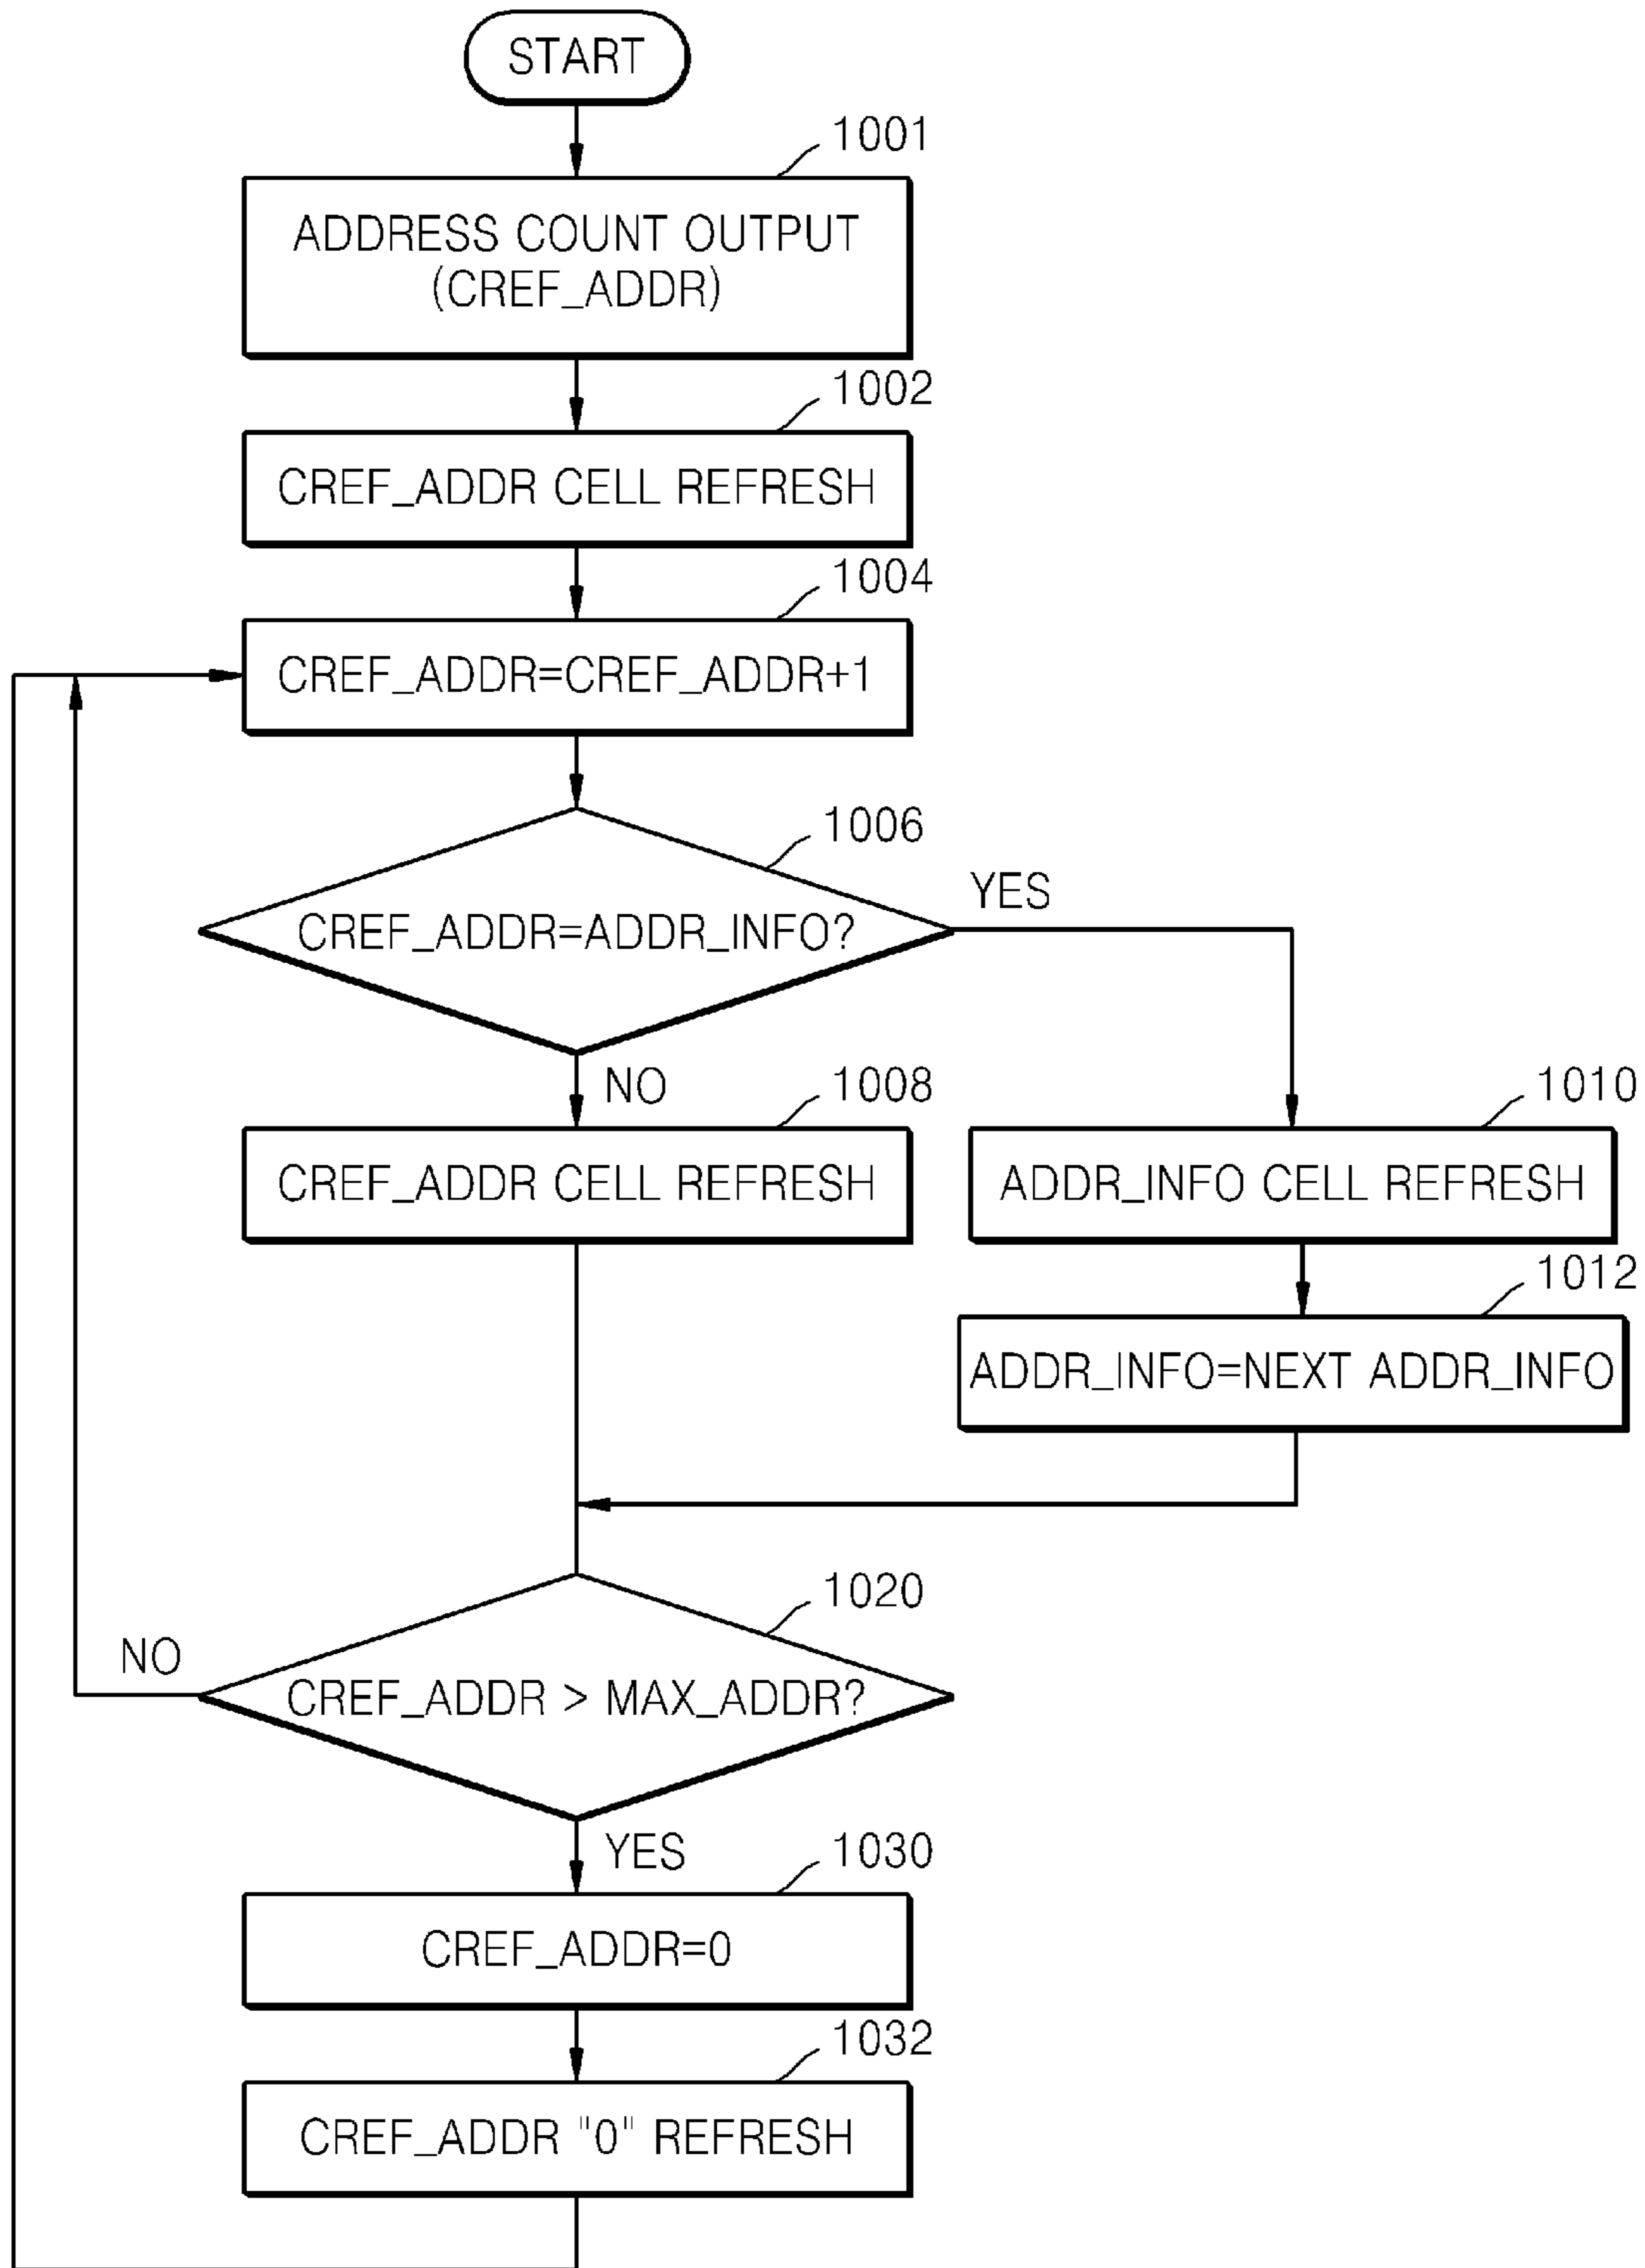 START
1001
ADDRESS COUNT OUTPUT
(CREF_ADDR)
1002
CREF_ADDR CELL REFRESH
1004
CREF_ADDR=CREF_ADDR+1
1006
CREF_ADDR=ADDR_INFO?
YES
NO
1008
CREF_ADDR CELL REFRESH
1010
ADDR_INFO CELL REFRESH
1012
ADDR_INFO=NEXT ADDR_INFO
1020
NO
CREF_ADDR > MAX_ADDR?
YES
1030
CREF_ADDR=0
1032
CREF_ADDR "0" REFRESH